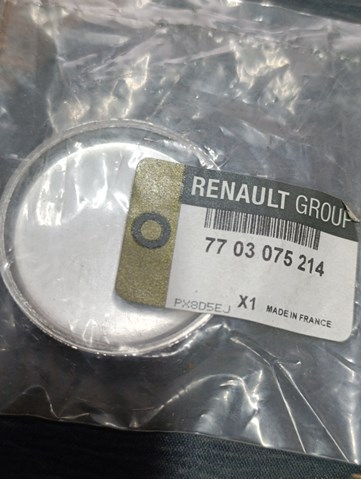 RENAULT GROUP
77 03 075 214
PX8D5EJ X1 MADE IN FRANCE